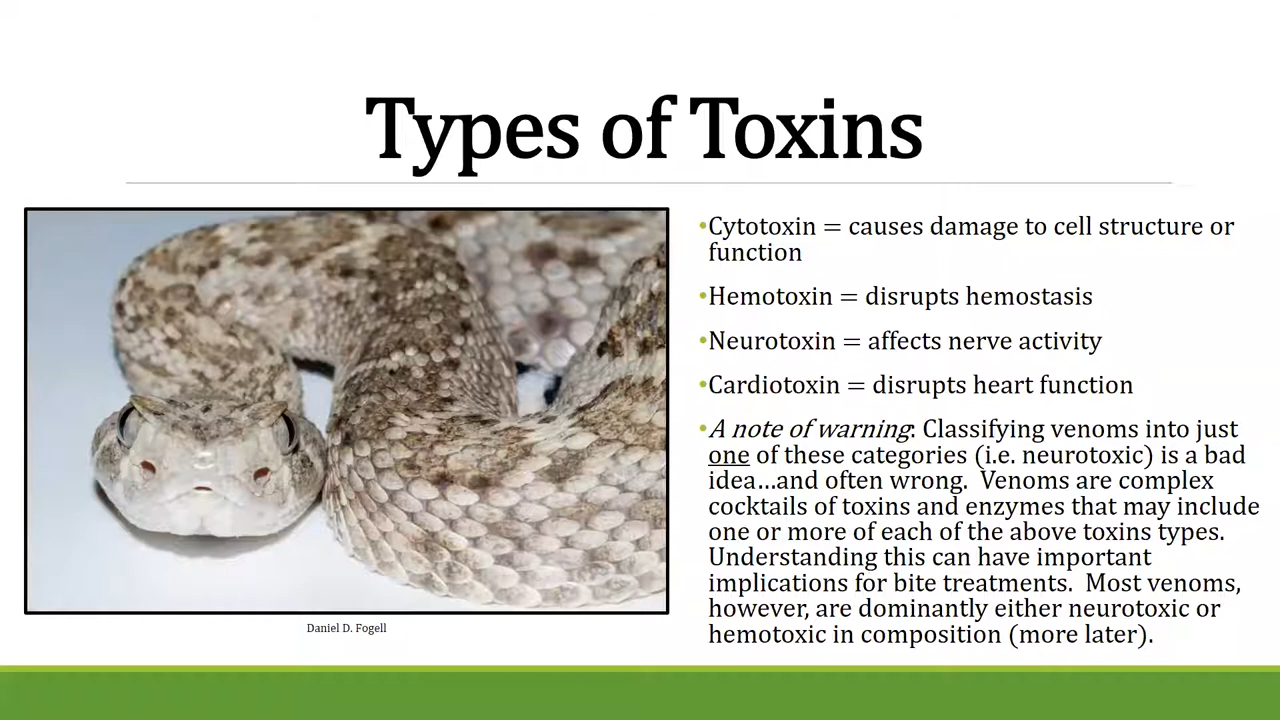 Types of Toxins
•Cytotoxin = causes damage to cell structure or
function
•Hemotoxin = disrupts hemostasis
•Neurotoxin = affects nerve activity
•Cardiotoxin = disrupts heart function
•A note of warning: Classifying venoms into just
one of these categories (i.e. neurotoxic) is a bad
idea…and often wrong.  Venoms are complex
cocktails of toxins and enzymes that may include
one or more of each of the above toxins types.
Understanding this can have important
implications for bite treatments.  Most venoms,
however, are dominantly either neurotoxic or
hemotoxic in composition (more later).
Daniel D. Fogell